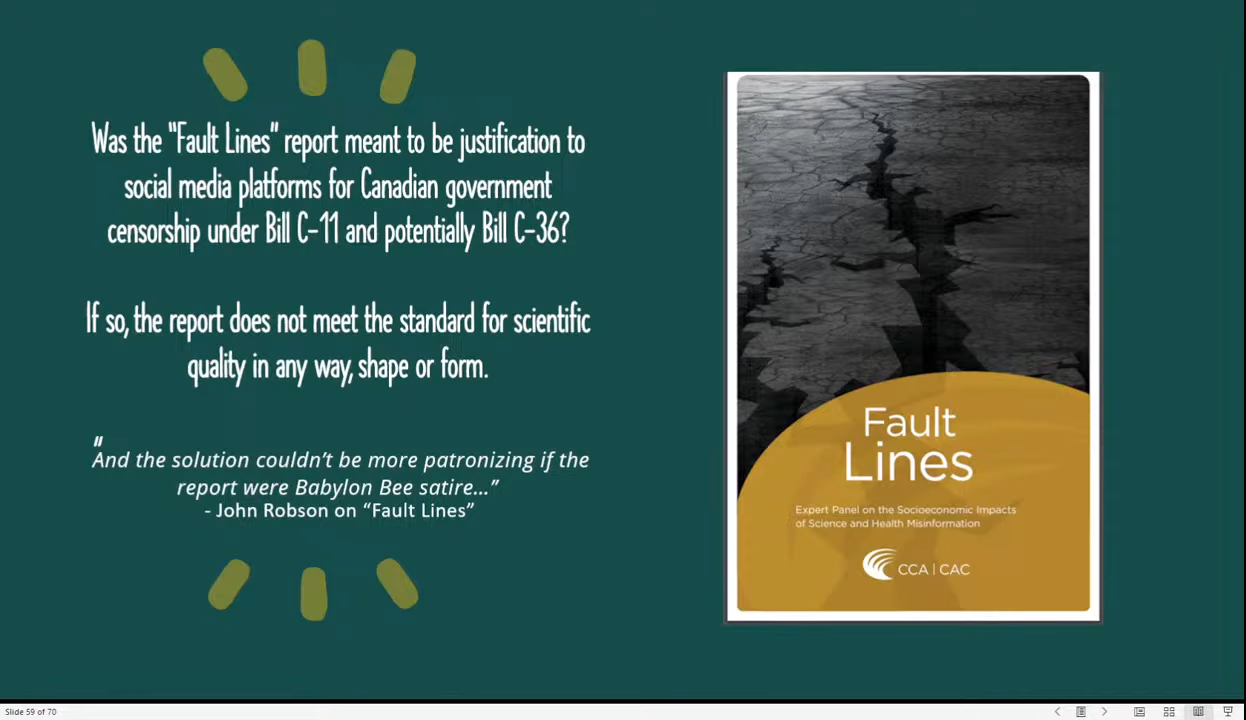 Was the "Fault Lines" report meant to be justification to
social media platforms for Canadian government
censorship under Bill C-11 and potentially Bill C-36?
If so, the report does not meet the standard for scientific
quality in any way, shape or form.
"And the solution couldn't be more patronizing if the
report were Babylon Bee satire..."
- John Robson on "Fault Lines"
Fault
Lines
Expert Panel on the Socioeconomic Impacts
of Science and Health Misinformation
CCA | CAC
Slide 59 of 70